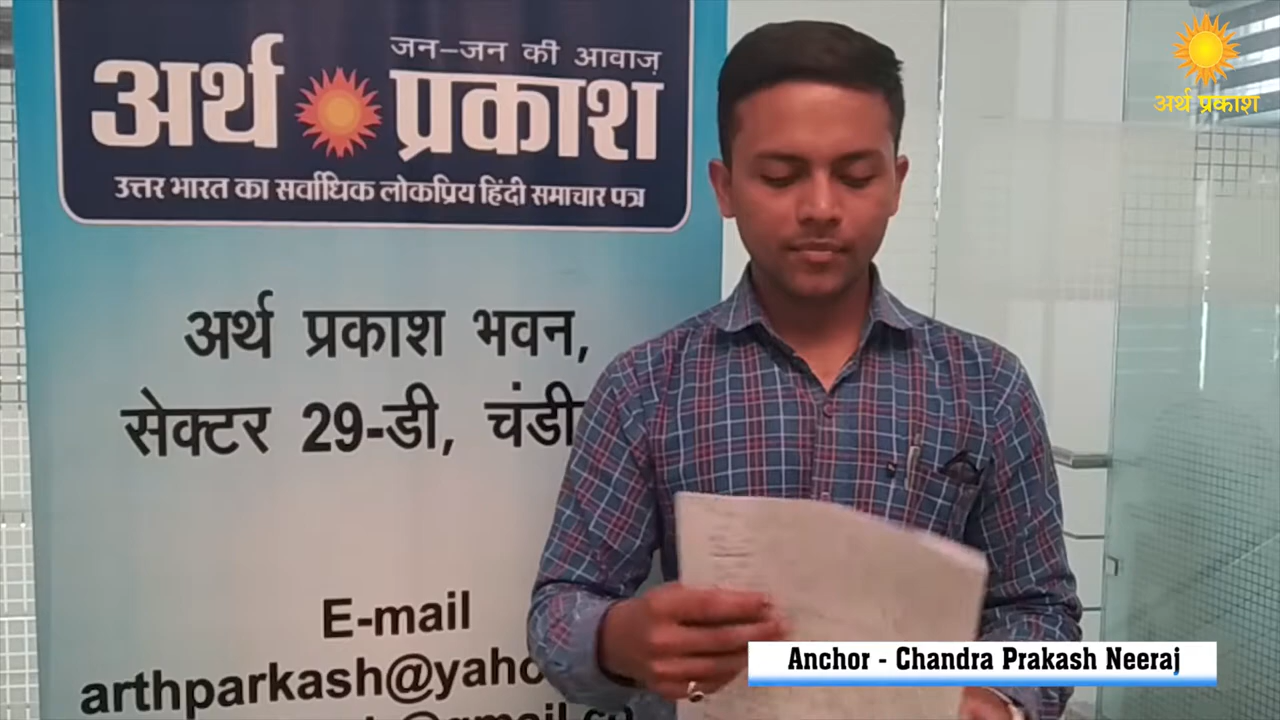 जन-जन की आवाज़
अर्थ प्रकाश
उत्तर भारत का सर्वाधिक लोकप्रिय हिंदी समाचार पत्र
अर्थ प्रकाश भवन,
सेक्टर 29-डी, चंडी
E-mail
arthparkash@yaho
अर्थ प्रकाश
Anchor - Chandra Prakash Neeraj